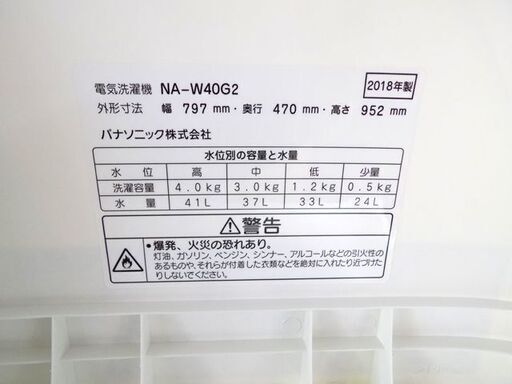 電気洗濯機 NA-W40G2 2018年製
外形寸法 幅 797 mm・奥行 470 mm・高さ 952 mm
パナソニック株式会社
水位別の容量と水量
水位 高 中 低 少量
洗濯容量 4.0kg 3.0kg 1.2kg 0.5kg
水量 41L 37L 33L 24L
警告
・爆発、火災の恐れあり。
灯油、ガソリン、ベンジン、シンナー、アルコールなどの引火性の
あるものや、それらが付着した衣類などを絶対に入れたり近づけた
りしないでください。